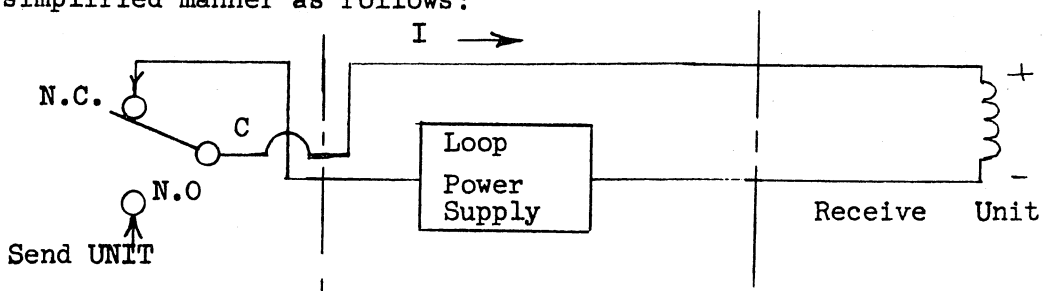 simplified manner as follows:
I
N.C.
C
+
Loop
Power
Supply
N.O
-
Receive Unit
Send UNIT